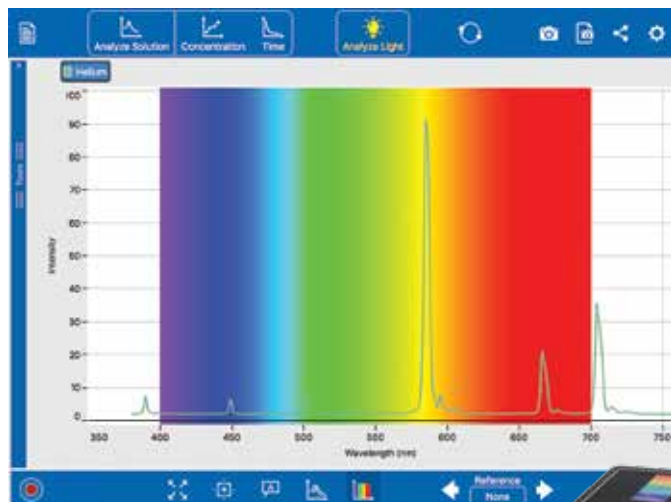 Analyze Solution Concentration Time Analyze Light
Helium
Tools
Intensity
100
90
80
70
60
50
40
30
20
10
0
350 400 450 500 550 600 650 700 750
Wavelength (nm)
Reference
None